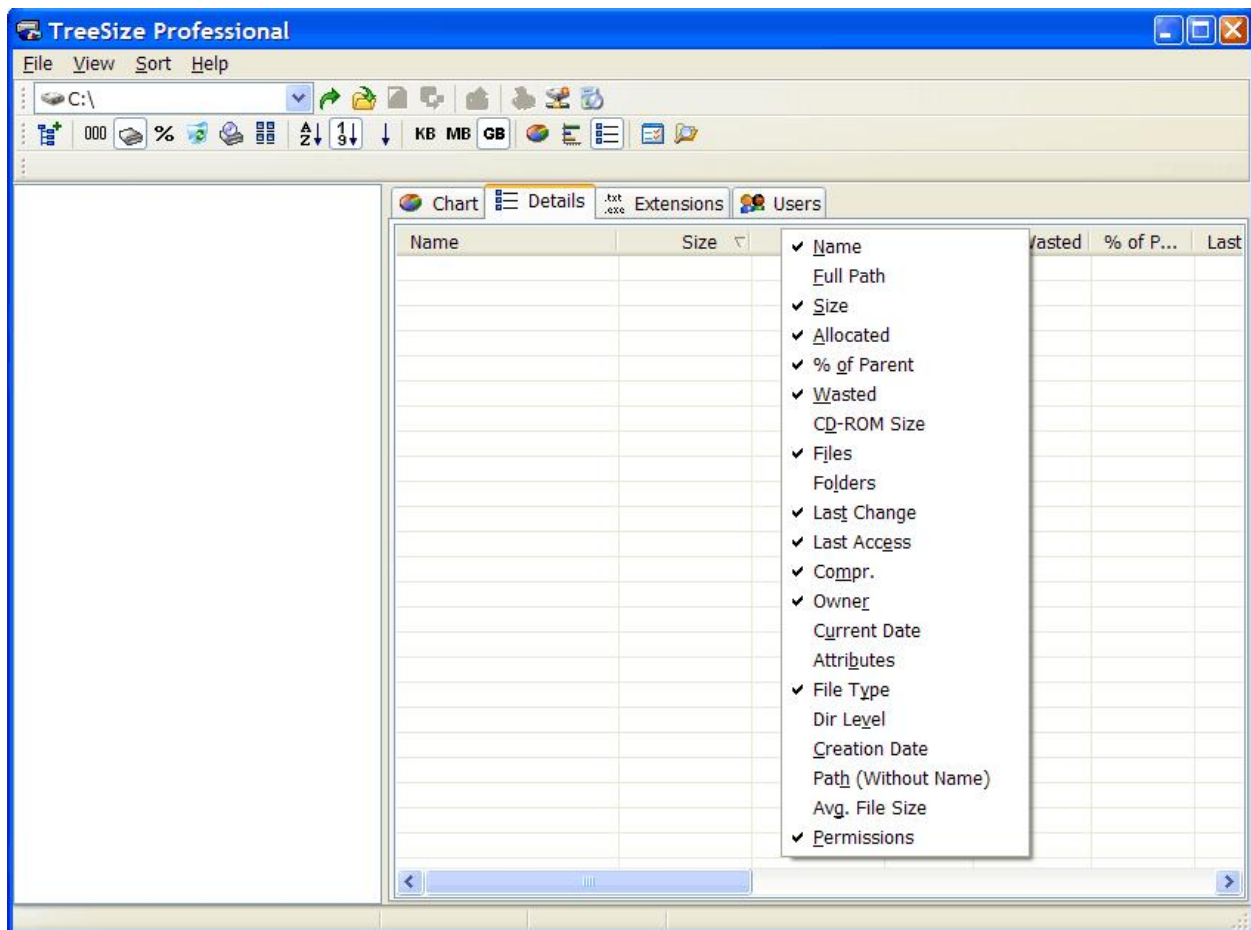 TreeSize Professional
File View Sort Help
C:\
000 % A Z 1 9 KB MB GB
Chart Details .txt .exe Extensions Users
Name Size % of P... Last
Name
Full Path
Size
Allocated
% of Parent
Wasted
CD-ROM Size
Files
Folders
Last Change
Last Access
Compr.
Owner
Current Date
Attributes
File Type
Dir Level
Creation Date
Path (Without Name)
Avg. File Size
Permissions